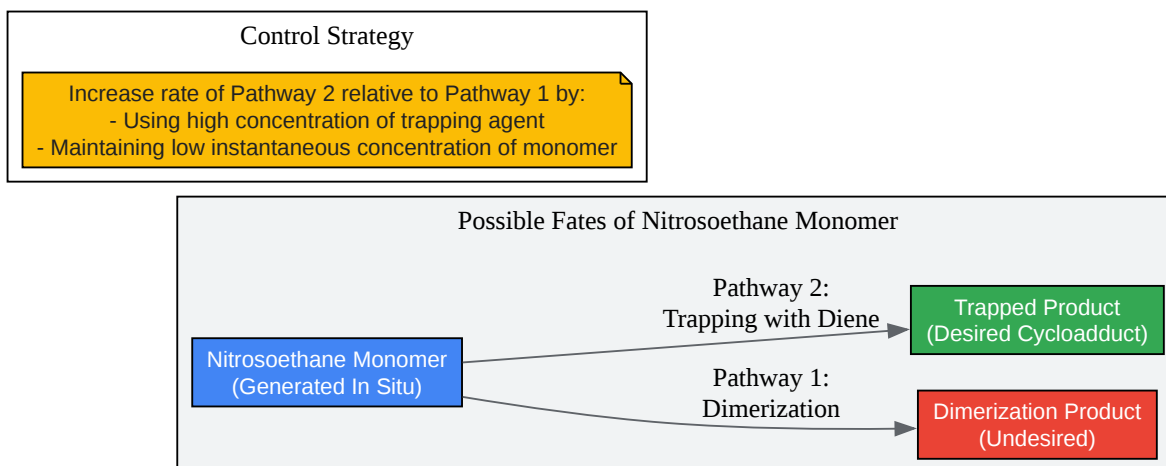 Control Strategy
Increase rate of Pathway 2 relative to Pathway 1 by:
- Using high concentration of trapping agent
- Maintaining low instantaneous concentration of monomer
Possible Fates of Nitrosoethane Monomer
Nitrosoethane Monomer
(Generated In Situ)
Pathway 2:
Trapping with Diene
Trapped Product
(Desired Cycloadduct)
Pathway 1:
Dimerization
Dimerization Product
(Undesired)